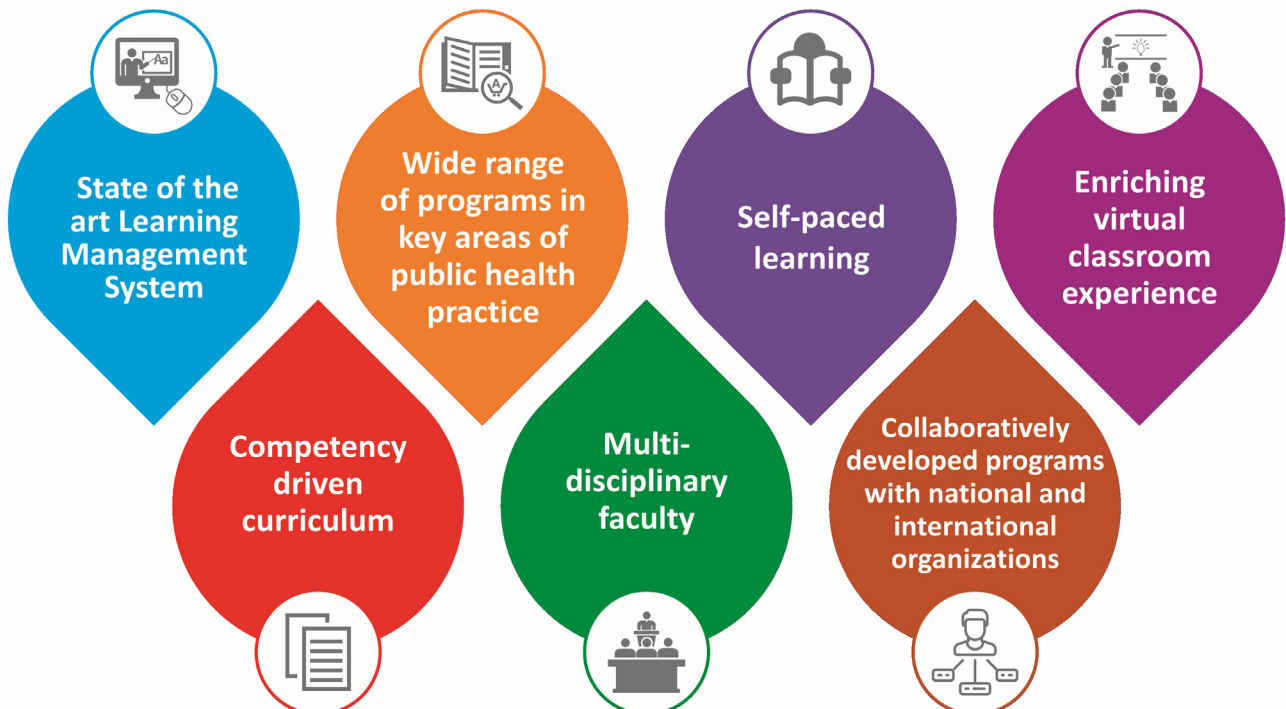 State of the
art Learning
Management
System
Wide range
of programs in
key areas of
public health
practice
Self-paced
learning
Enriching
virtual
classroom
experience
Competency
driven
curriculum
Multi-
disciplinary
faculty
Collaboratively
developed programs
with national and
international
organizations
Aa
A